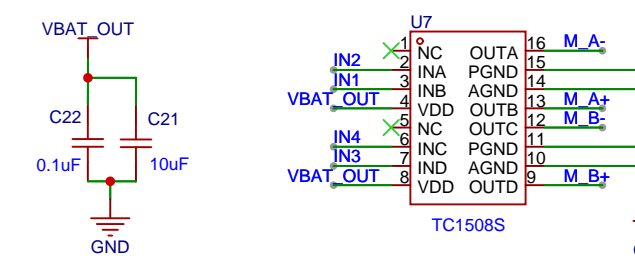 VBAT_OUT
C22
C21
0.1uF
10uF
GND
U7
1 NC OUTA 16 M_A-
IN2 2 INA PGND 15
IN1 3 INB AGND 14
VBAT_OUT 4 VDD OUTB 13 M_A+
5 NC OUTC 12 M_B-
IN4 6 INC PGND 11
IN3 7 IND AGND 10
VBAT_OUT 8 VDD OUTD 9 M_B+
TC1508S